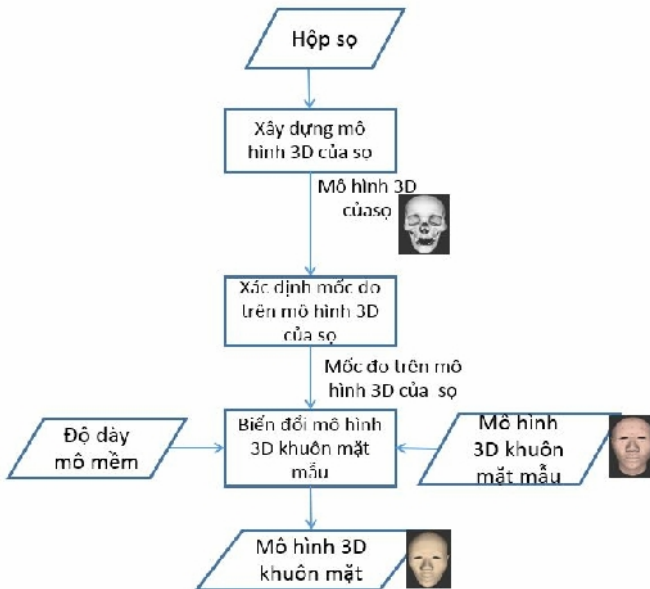 Hộp sọ
Xây dựng mô
hình 3D của sọ
Mô hình 3D
củasọ
Xác định mốc đo
trên mô hình 3D
của sọ
Mốc đo trên mô
hình 3D của sọ
Độ dày
mô mềm
Biến đổi mô hình
3D khuôn mặt
mẫu
Mô hình
3D khuôn
mặt mẫu
Mô hình 3D
khuôn mặt